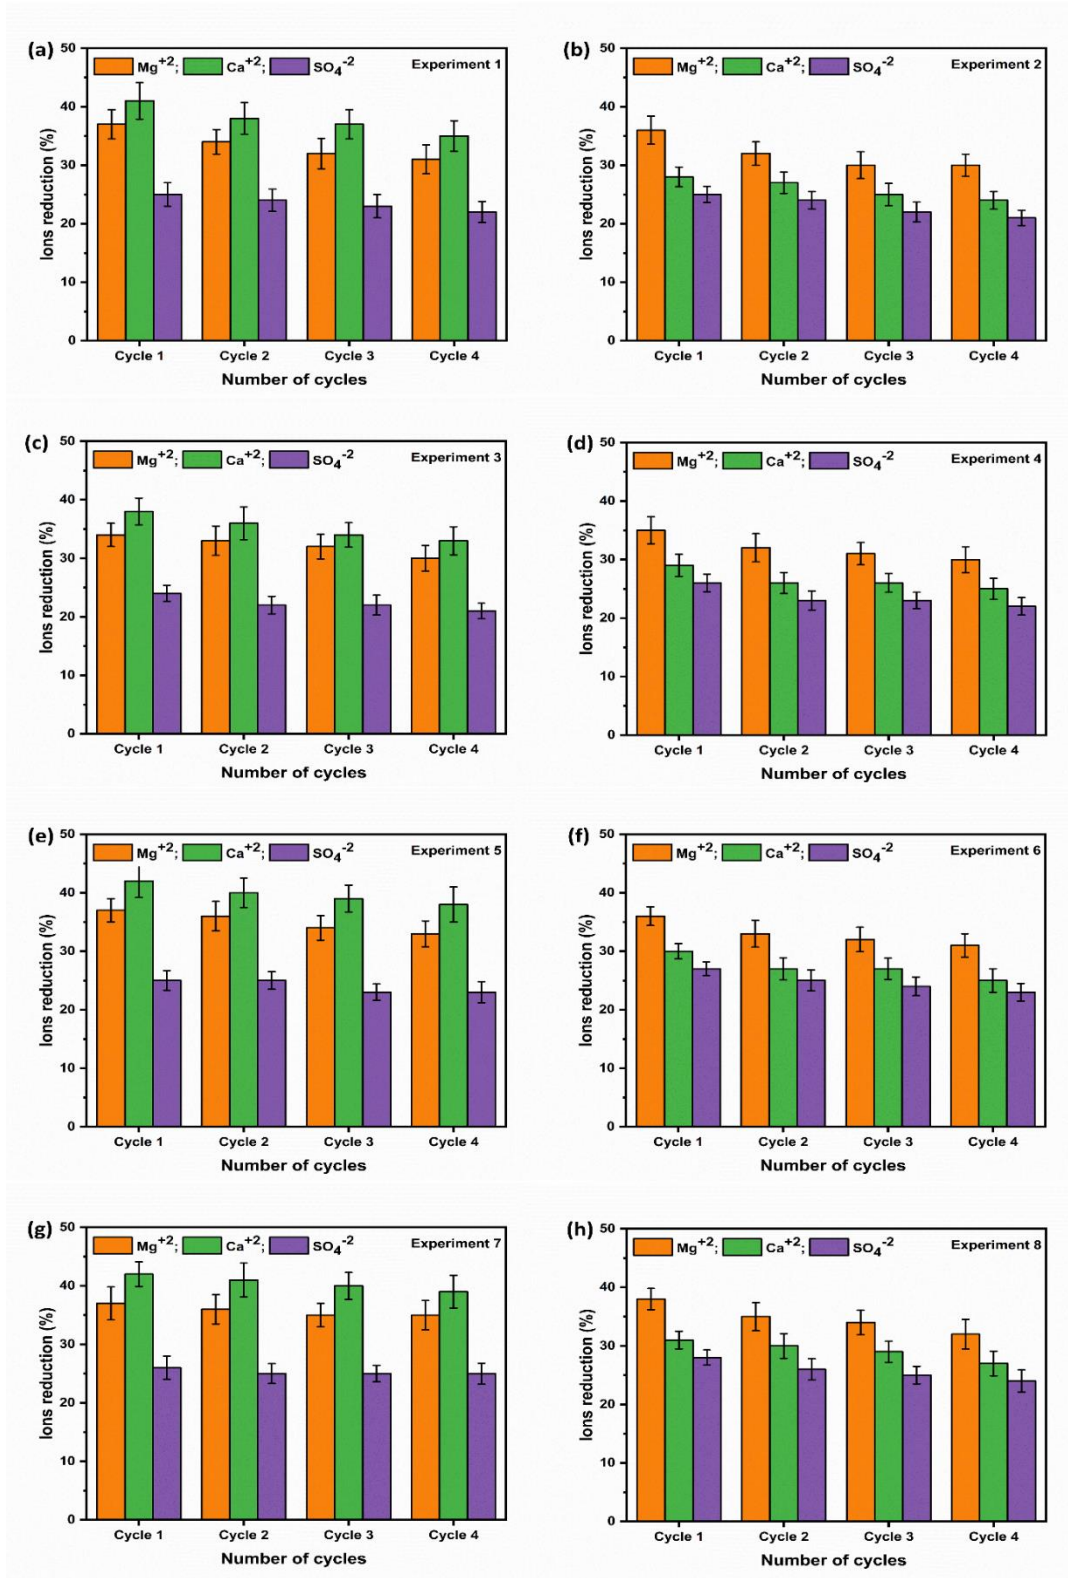 (a)
50
Mg+2; Ca+2; SO4-2
Experiment 1
40
30
20
10
0
Ions reduction (%)
Cycle 1 Cycle 2 Cycle 3 Cycle 4
Number of cycles
(b)
50
Mg+2; Ca+2; SO4-2
Experiment 2
40
30
20
10
0
Ions reduction (%)
Cycle 1 Cycle 2 Cycle 3 Cycle 4
Number of cycles
(c)
50
Mg+2; Ca+2; SO4-2
Experiment 3
40
30
20
10
0
Ions reduction (%)
Cycle 1 Cycle 2 Cycle 3 Cycle 4
Number of cycles
(d)
50
Mg+2; Ca+2; SO4-2
Experiment 4
40
30
20
10
0
Ions reduction (%)
Cycle 1 Cycle 2 Cycle 3 Cycle 4
Number of cycles
(e)
50
Mg+2; Ca+2; SO4-2
Experiment 5
40
30
20
10
0
Ions reduction (%)
Cycle 1 Cycle 2 Cycle 3 Cycle 4
Number of cycles
(f)
50
Mg+2; Ca+2; SO4-2
Experiment 6
40
30
20
10
0
Ions reduction (%)
Cycle 1 Cycle 2 Cycle 3 Cycle 4
Number of cycles
(g)
50
Mg+2; Ca+2; SO4-2
Experiment 7
40
30
20
10
0
Ions reduction (%)
Cycle 1 Cycle 2 Cycle 3 Cycle 4
Number of cycles
(h)
50
Mg+2; Ca+2; SO4-2
Experiment 8
40
30
20
10
0
Ions reduction (%)
Cycle 1 Cycle 2 Cycle 3 Cycle 4
Number of cycles